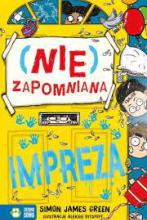 (NIE)
ZAPOMNIANA
IMPREZA
SIMON JAMES GREEN